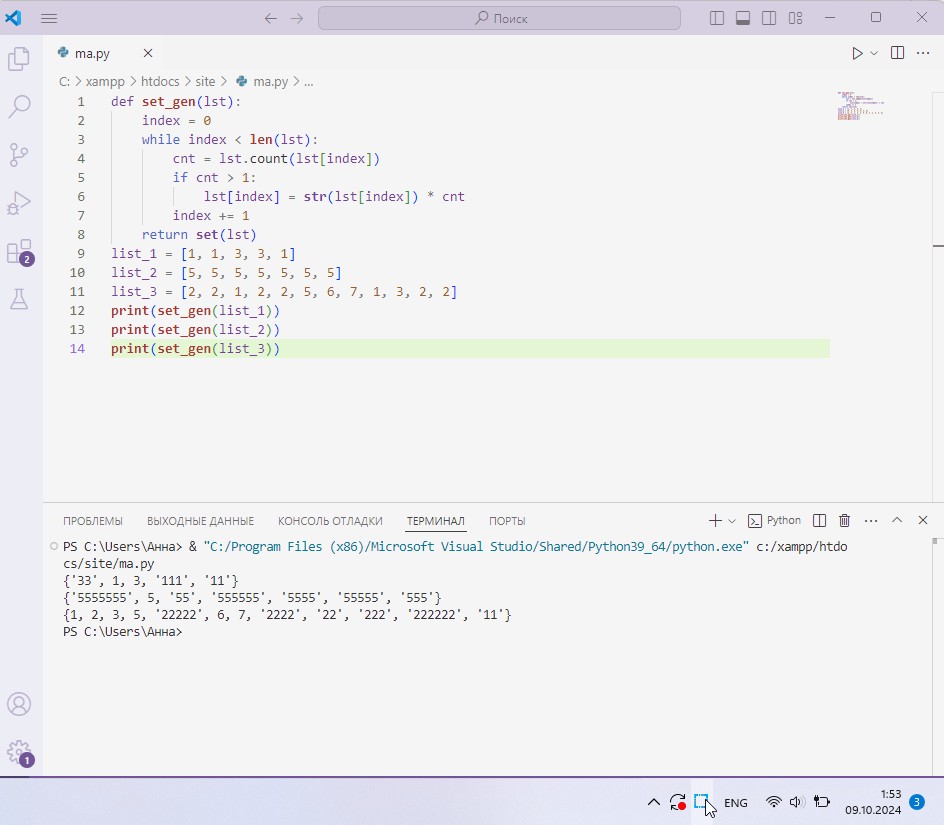 Поиск
ma.py
C: > xampp > htdocs > site > ma.py > ...
1 def set_gen(lst):
2 index = 0
3 while index < len(lst):
4 cnt = lst.count(lst[index])
5 if cnt > 1:
6 lst[index] = str(lst[index]) * cnt
7 index += 1
8 return set(lst)
9 list_1 = [1, 1, 3, 3, 1]
10 list_2 = [5, 5, 5, 5, 5, 5, 5]
11 list_3 = [2, 2, 1, 2, 2, 5, 6, 7, 1, 3, 2, 2]
12 print(set_gen(list_1))
13 print(set_gen(list_2))
14 print(set_gen(list_3))
2
ПРОБЛЕМЫ ВЫХОДНЫЕ ДАННЫЕ КОНСОЛЬ ОТЛАДКИ ТЕРМИНАЛ ПОРТЫ Python
PS C:\Users\Анна> & "C:/Program Files (x86)/Microsoft Visual Studio/Shared/Python39_64/python.exe" c:/xampp/htdo
cs/site/ma.py
{'33', 1, 3, '111', '11'}
{'5555555', 5, '55', '555555', '5555', '55555', '555'}
{1, 2, 3, 5, '22222', 6, 7, '2222', '22', '222', '222222', '11'}
PS C:\Users\Анна>
1
ENG
1:53
09.10.2024
3